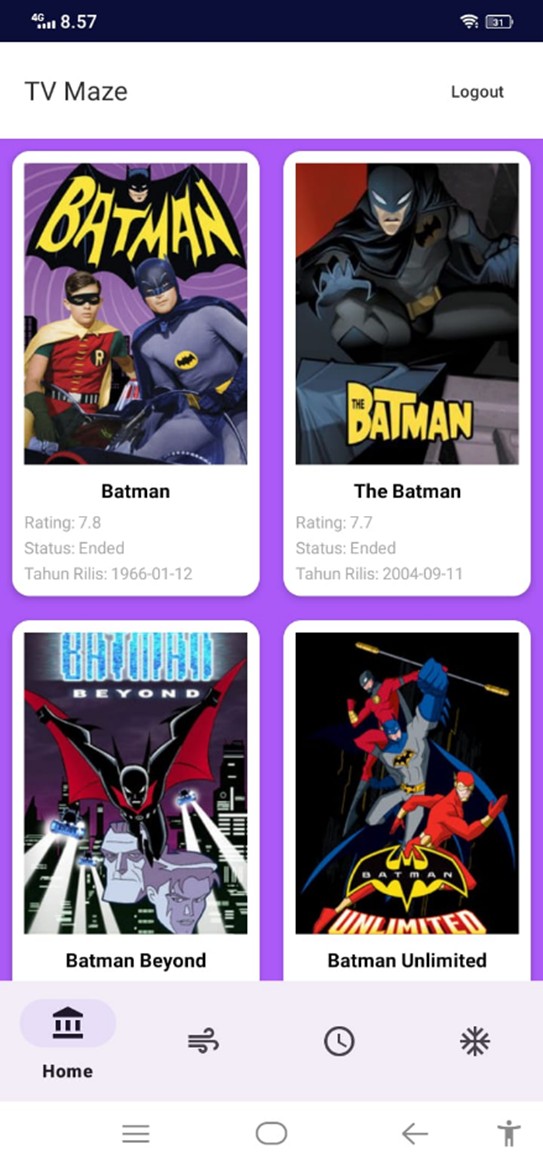 4G 8.57 31
TV Maze
Logout
BATMAN
R
THE
BATMAN
Batman
Rating: 7.8
Status: Ended
Tahun Rilis: 1966-01-12
The Batman
Rating: 7.7
Status: Ended
Tahun Rilis: 2004-09-11
BATMAN
BEYOND
BATMAN
UNLIMITED
Batman Beyond
Batman Unlimited
Home